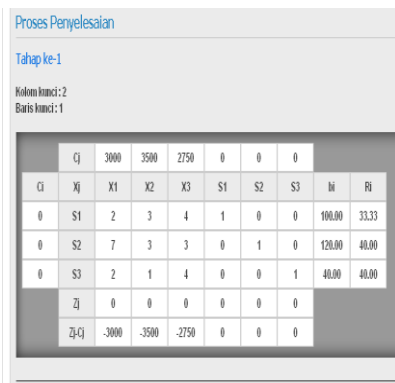 Proses Penyelesaian
Tahap ke-1
Kolom kunci : 2
Baris kunci : 1
Cj 3000 3500 2750 0 0 0
Ci Xj X1 X2 X3 S1 S2 S3 bi Ri
0 S1 2 3 4 1 0 0 100.00 33.33
0 S2 7 3 3 0 1 0 120.00 40.00
0 S3 2 1 4 0 0 1 40.00 40.00
Zj 0 0 0 0 0 0
Zj-Cj -3000 -3500 -2750 0 0 0